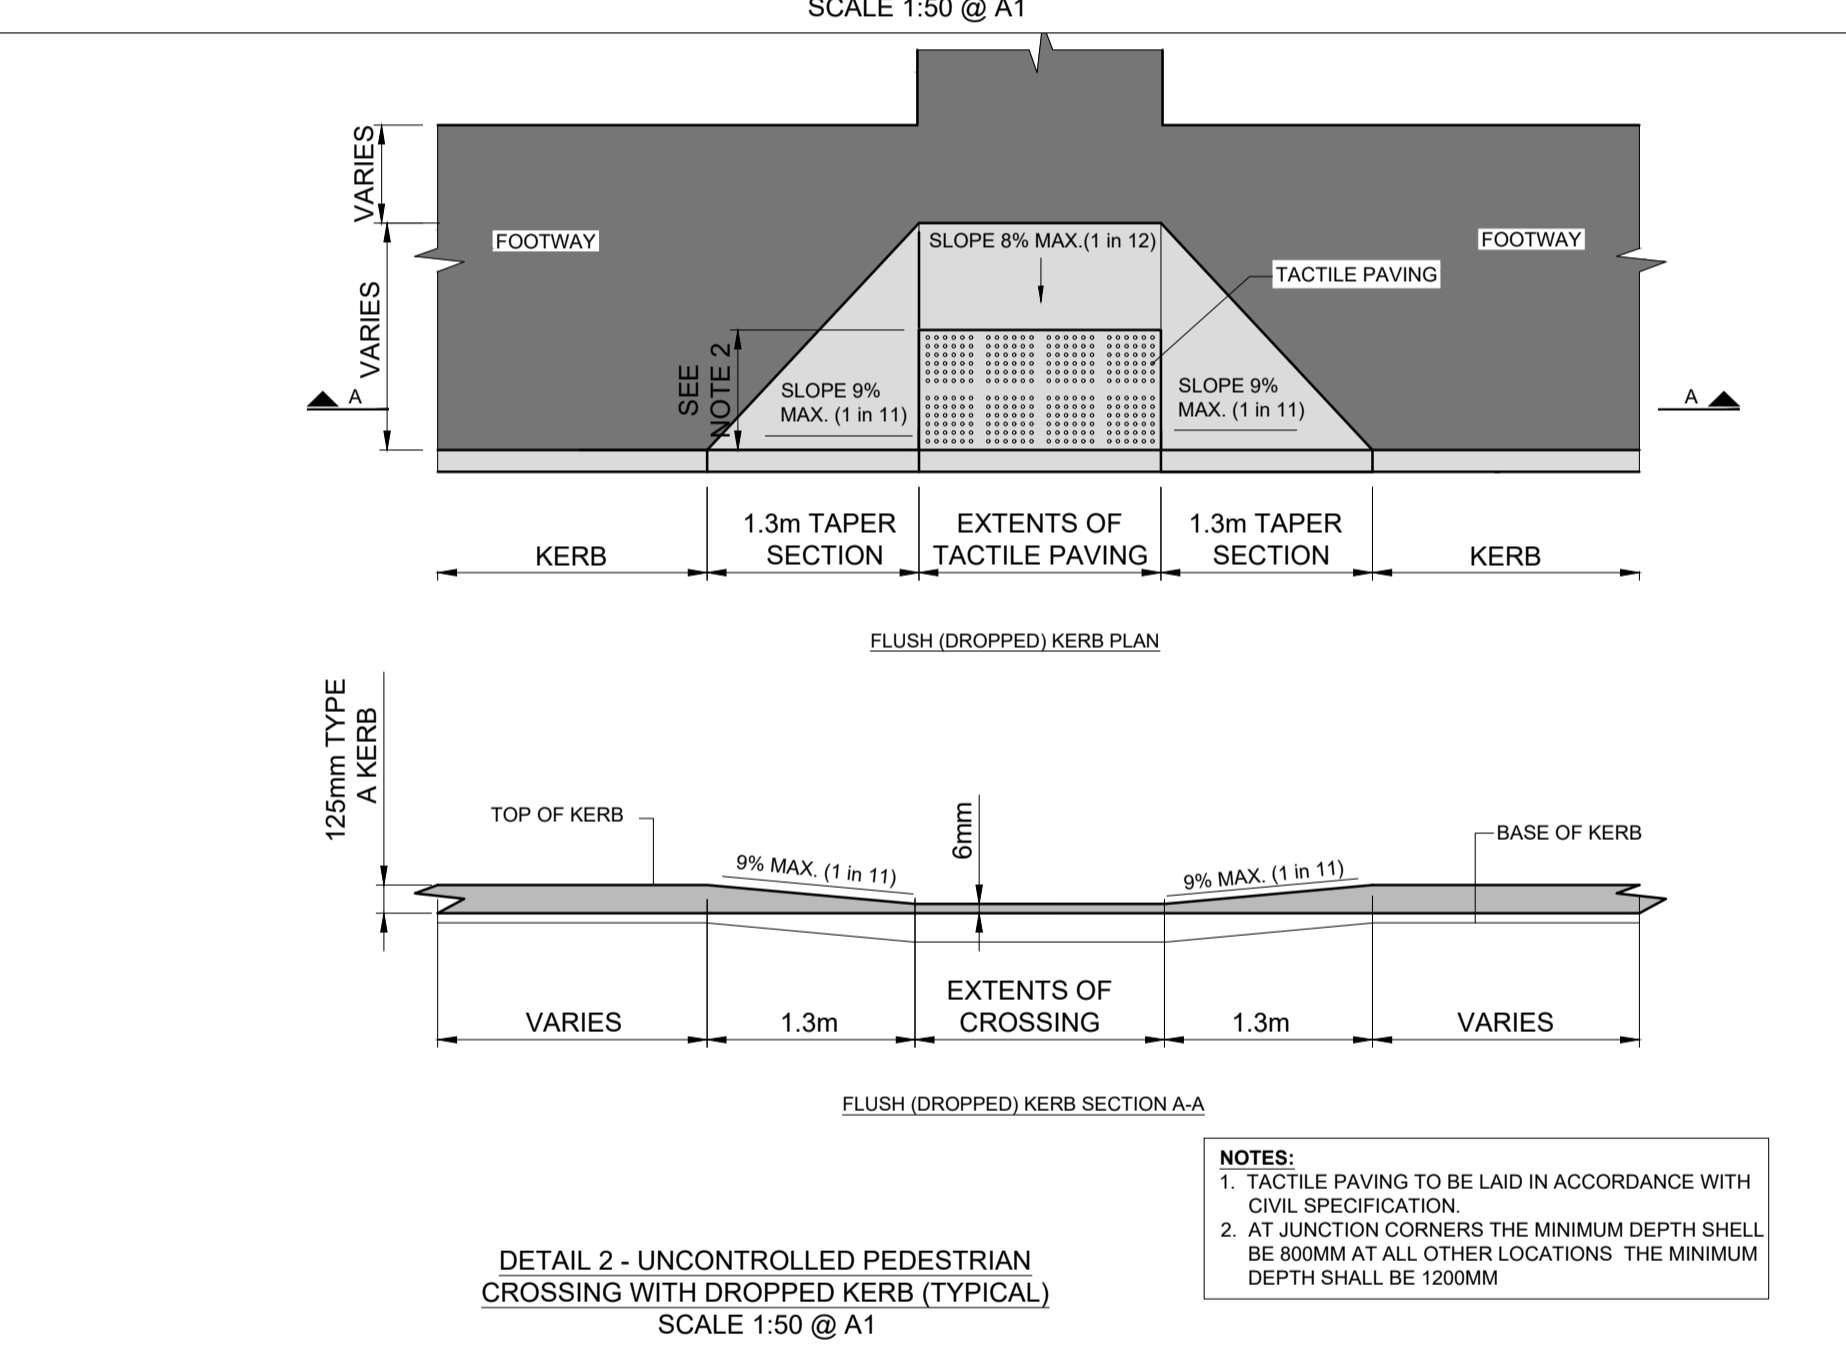 SCALE 1:50 @ A1
VARIES
FOOTWAY
SLOPE 8% MAX.(1 in 12)
FOOTWAY
TACTILE PAVING
VARIES
SEE
NOTE 2
SLOPE 9%
MAX. (1 in 11)
SLOPE 9%
MAX. (1 in 11)
A
A
KERB
1.3m TAPER
SECTION
EXTENTS OF
TACTILE PAVING
1.3m TAPER
SECTION
KERB
FLUSH (DROPPED) KERB PLAN
125mm TYPE
A KERB
TOP OF KERB
9% MAX. (1 in 11)
6mm
9% MAX. (1 in 11)
BASE OF KERB
VARIES
1.3m
EXTENTS OF
CROSSING
1.3m
VARIES
FLUSH (DROPPED) KERB SECTION A-A
NOTES:
1. TACTILE PAVING TO BE LAID IN ACCORDANCE WITH
CIVIL SPECIFICATION.
2. AT JUNCTION CORNERS THE MINIMUM DEPTH SHELL
BE 800MM AT ALL OTHER LOCATIONS THE MINIMUM
DEPTH SHALL BE 1200MM
DETAIL 2 - UNCONTROLLED PEDESTRIAN
CROSSING WITH DROPPED KERB (TYPICAL)
SCALE 1:50 @ A1